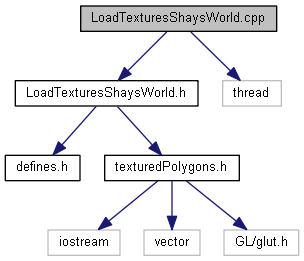 LoadTexturesShaysWorld.cpp
LoadTexturesShaysWorld.h
thread
defines.h
texturedPolygons.h
iostream
vector
GL/glut.h